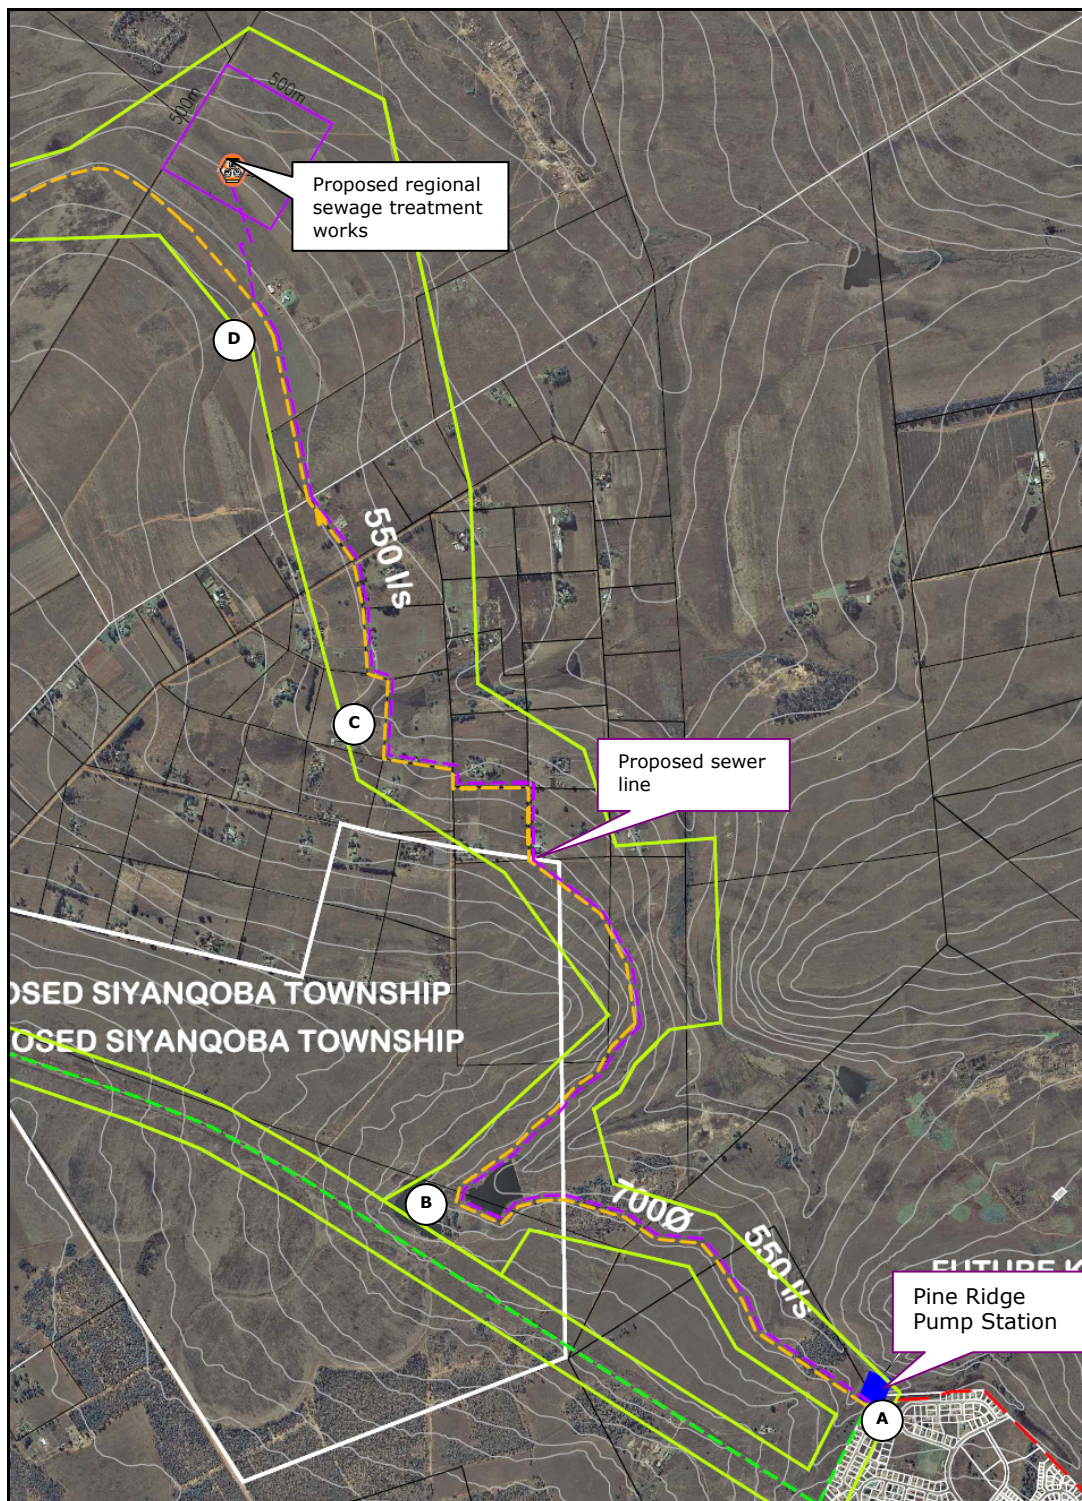 500m
500m
Proposed regional
sewage treatment
works
D
550 l/s
C
Proposed sewer
line
OSED SIYANQOBA TOWNSHIP
OSED SIYANQOBA TOWNSHIP
B
700Ø
550 l/s
FUTURE K
Pine Ridge
Pump Station
A